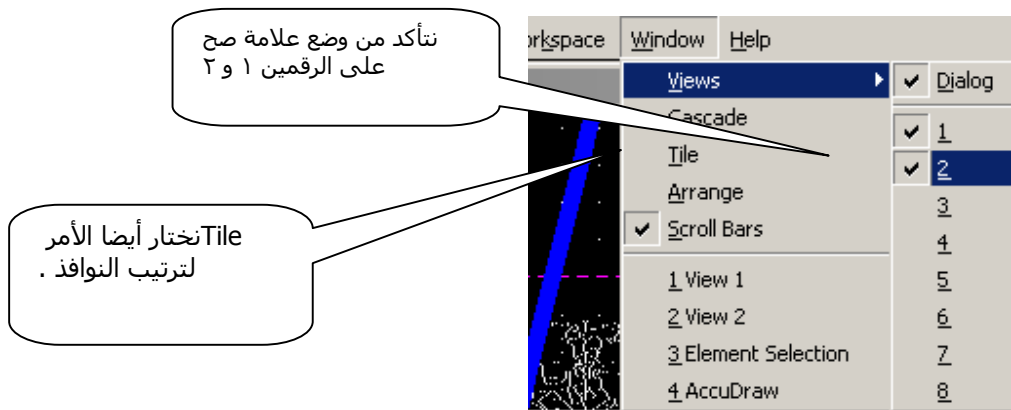 نتأكد من وضع علامة صح
على الرقمين ١ و ٢
نختار أيضا الأمر Tile
لترتيب النوافذ .
orkspace Window Help
Views
Cascade
Tile
Arrange
Scroll Bars
1 View 1
2 View 2
3 Element Selection
4 AccuDraw
Dialog
1
2
3
4
5
6
7
8